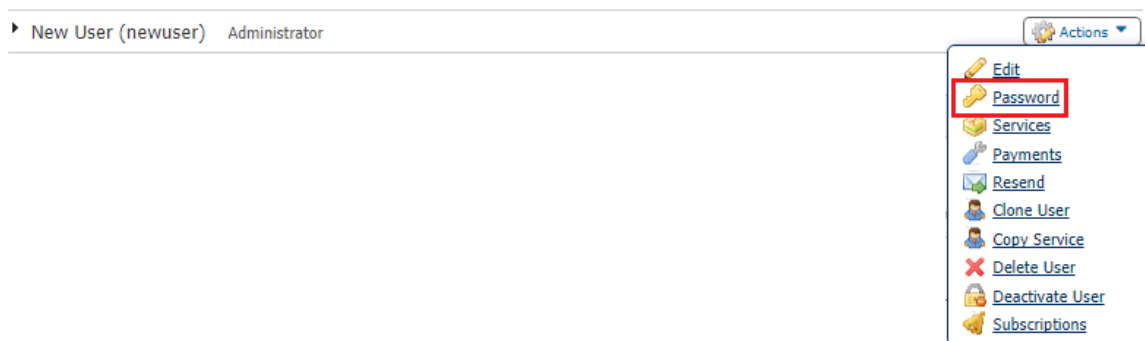 New User (newuser) Administrator Actions
Edit
Password
Services
Payments
Resend
Clone User
Copy Service
Delete User
Deactivate User
Subscriptions